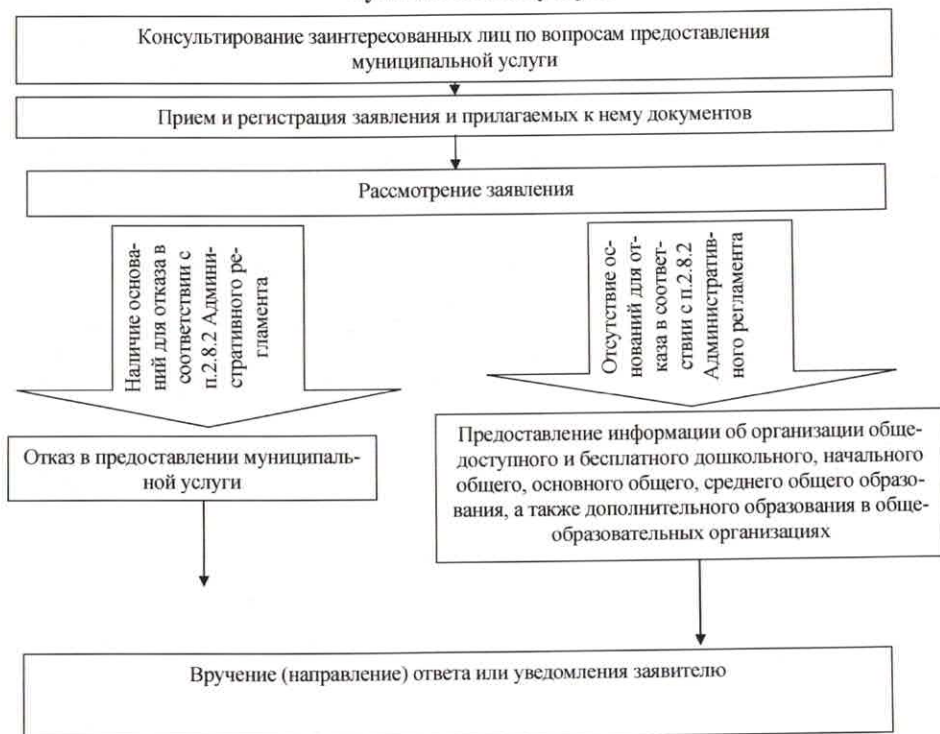 Консультирование заинтересованных лиц по вопросам предоставления
муниципальной услуги
Прием и регистрация заявления и прилагаемых к нему документов
Рассмотрение заявления
Наличие основа-
ний для отказа в
соответствии с
п.2.8.2 Админи-
стративного ре-
гламента
Отсутствие ос-
нований для от-
каза в соответ-
ствии с п.2.8.2
Административ-
ного регламента
Отказ в предоставлении муниципаль-
ной услуги
Предоставление информации об организации обще-
доступного и бесплатного дошкольного, начального
общего, основного общего, среднего общего образо-
вания, а также дополнительного образования в обще-
образовательных организациях
Вручение (направление) ответа или уведомления заявителю